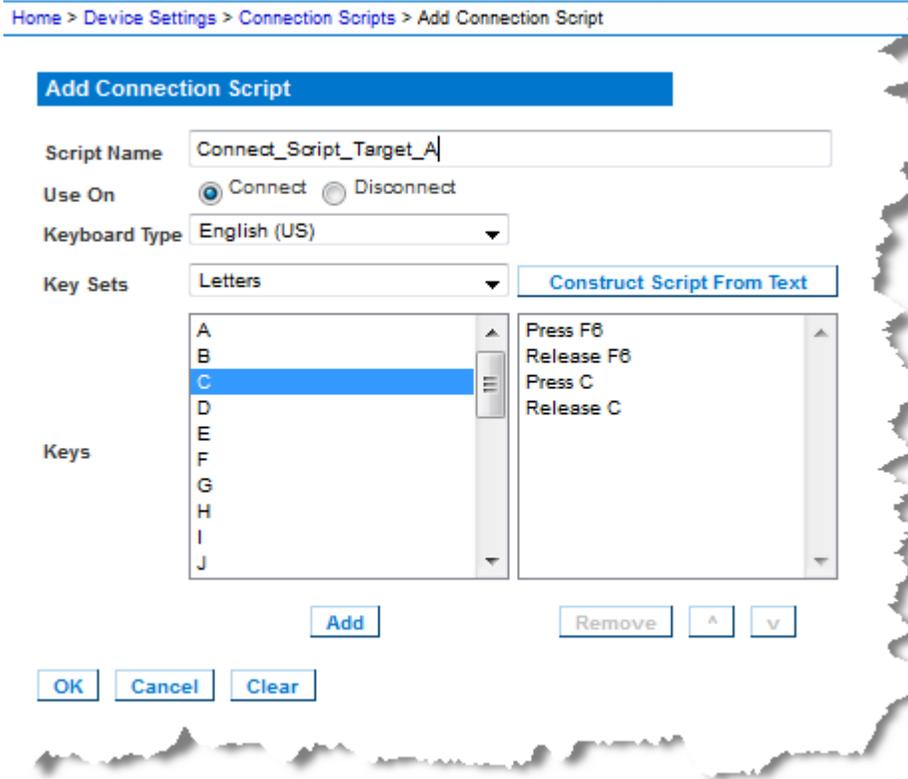 Home > Device Settings > Connection Scripts > Add Connection Script
Add Connection Script
Script Name Connect_Script_Target_A
Use On Connect Disconnect
Keyboard Type English (US)
Key Sets Letters Construct Script From Text
Keys
A
B
C
D
E
F
G
H
I
J
Press F6
Release F6
Press C
Release C
Add Remove ^ v
OK Cancel Clear